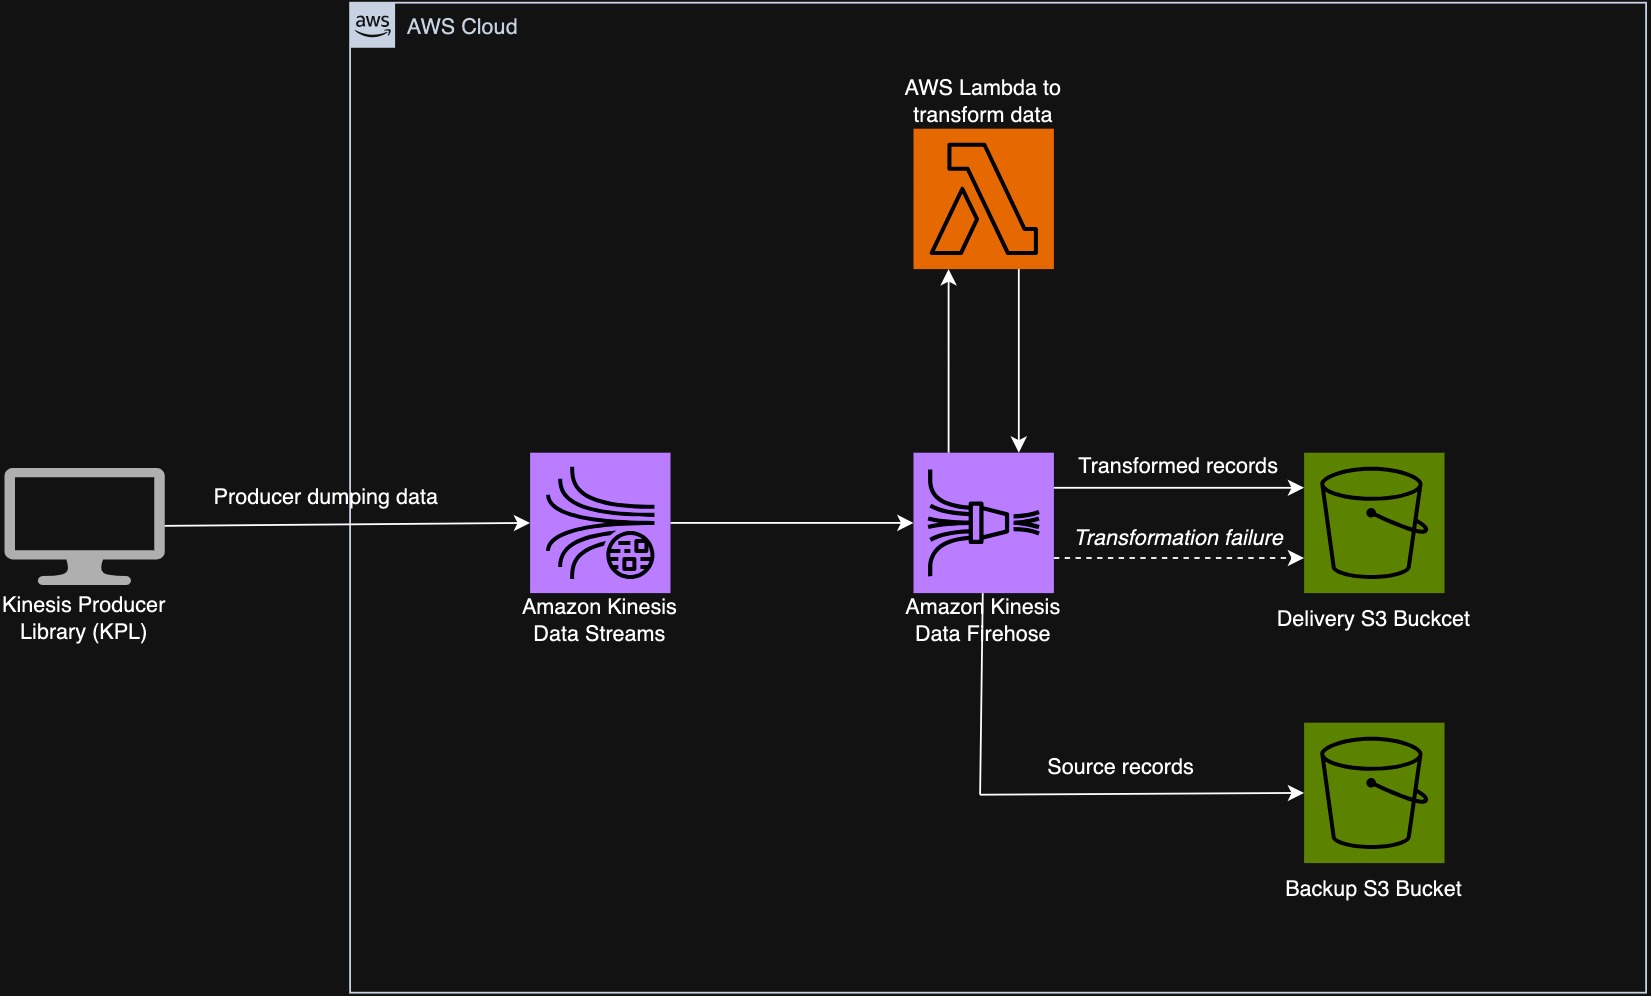 aws
AWS Cloud
AWS Lambda to
transform data
Producer dumping data
Kinesis Producer
Library (KPL)
Amazon Kinesis
Data Streams
Amazon Kinesis
Data Firehose
Transformed records
Transformation failure
Delivery S3 Buckcet
Source records
Backup S3 Bucket